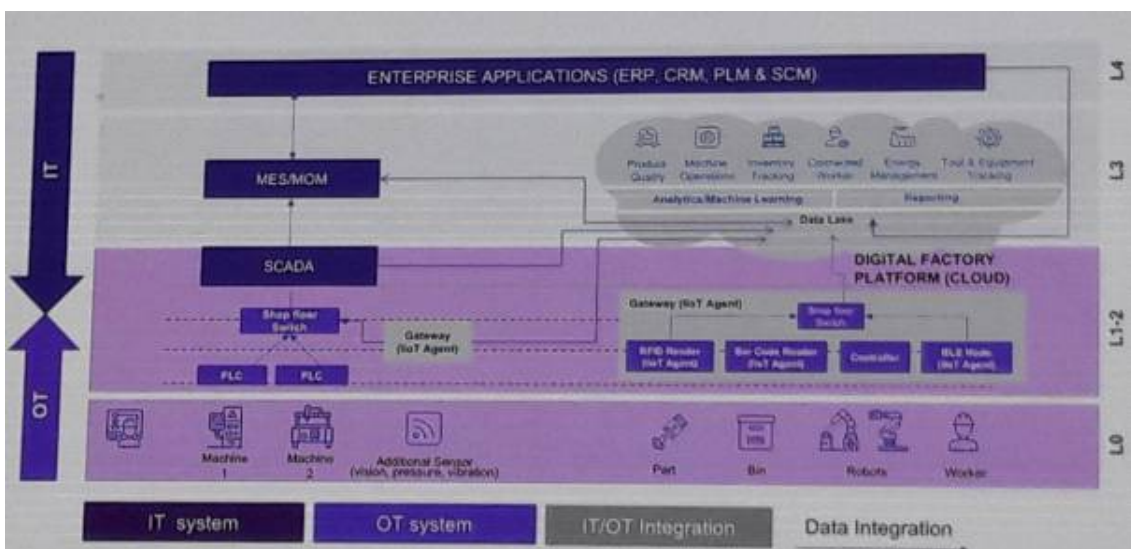 ENTERPRISE APPLICATIONS (ERP, CRM, PLM & SCM)
L4
IT
Produce
Quality
Machine
Operations
Inventory
Tracking
Connected
Worker
Energy
Management
Tool & Equipment
Tracking
L3
MES/MOM
Analytics/Machine Learning
Reporting
Data Lake
SCADA
DIGITAL FACTORY
PLATFORM (CLOUD)
Shop floor
Switch
Gateway
(IIoT Agent)
Gateway (IIoT Agent)
Shop floor
Switch
L1-2
RFID Reader
(IIoT Agent)
Bar Code Reader
(IIoT Agent)
Controller
BLE Node
(IIoT Agent)
PLC
PLC
OT
Machine
1
Machine
2
Additional Sensor
(vision, pressure, vibration)
Part
Bin
Robots
Worker
L0
IT system
OT system
IT/OT Integration
Data Integration